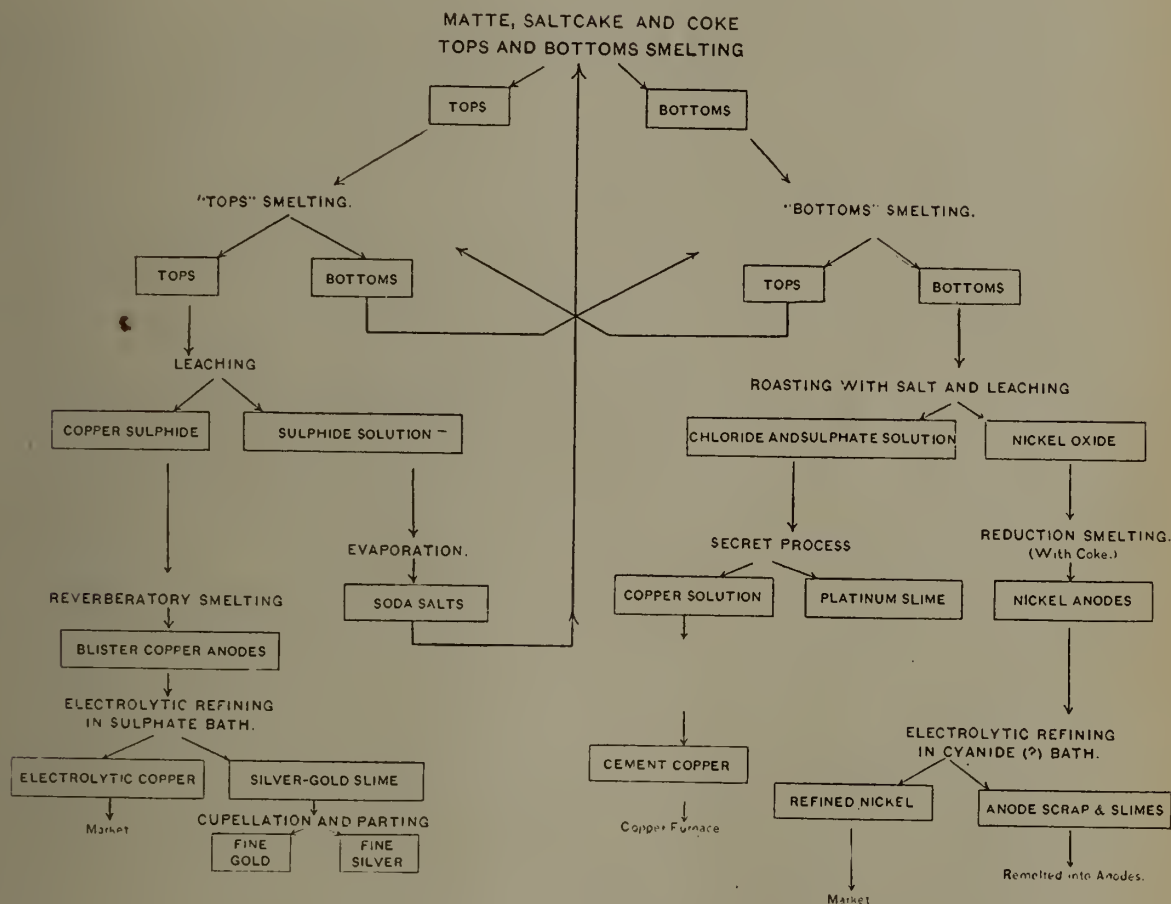 MATTE, SALTCAKE AND COKE
TOPS AND BOTTOMS SMELTING
TOPS
BOTTOMS
"TOPS" SMELTING.
"BOTTOMS" SMELTING.
TOPS
BOTTOMS
TOPS
BOTTOMS
LEACHING
ROASTING WITH SALT AND LEACHING
COPPER SULPHIDE
SULPHIDE SOLUTION –
CHLORIDE ANDSULPHATE SOLUTION
NICKEL OXIDE
EVAPORATION.
SECRET PROCESS
REDUCTION SMELTING.
(With Coke.)
REVERBERATORY SMELTING
SODA SALTS
COPPER SOLUTION
PLATINUM SLIME
NICKEL ANODES
BLISTER COPPER ANODES
ELECTROLYTIC REFINING
IN SULPHATE BATH.
ELECTROLYTIC REFINING
IN CYANIDE (?) BATH.
ELECTROLYTIC COPPER
SILVER-GOLD SLIME
CEMENT COPPER
REFINED NICKEL
ANODE SCRAP & SLIMES
Market
CUPELLATION AND PARTING
Copper Furnace
FINE
GOLD
FINE
SILVER
Remelted into Anodes.
Market